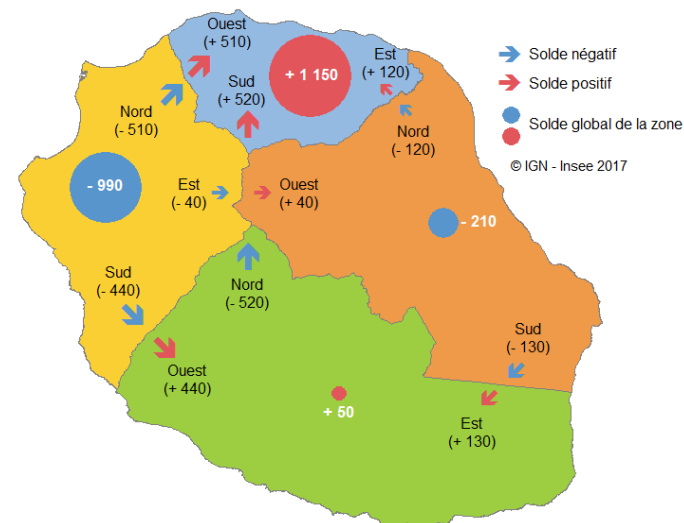 Ouest
(+ 510)
+ 1 150
Est
(+ 120)
Sud
(+ 520)
Nord
(- 510)
Nord
(- 120)
Solde négatif
Solde positif
Solde global de la zone
© IGN - Insee 2017
- 990
Est
(- 40)
Ouest
(+ 40)
- 210
Sud
(- 440)
Nord
(- 520)
Sud
(- 130)
Ouest
(+ 440)
+ 50
Est
(+ 130)